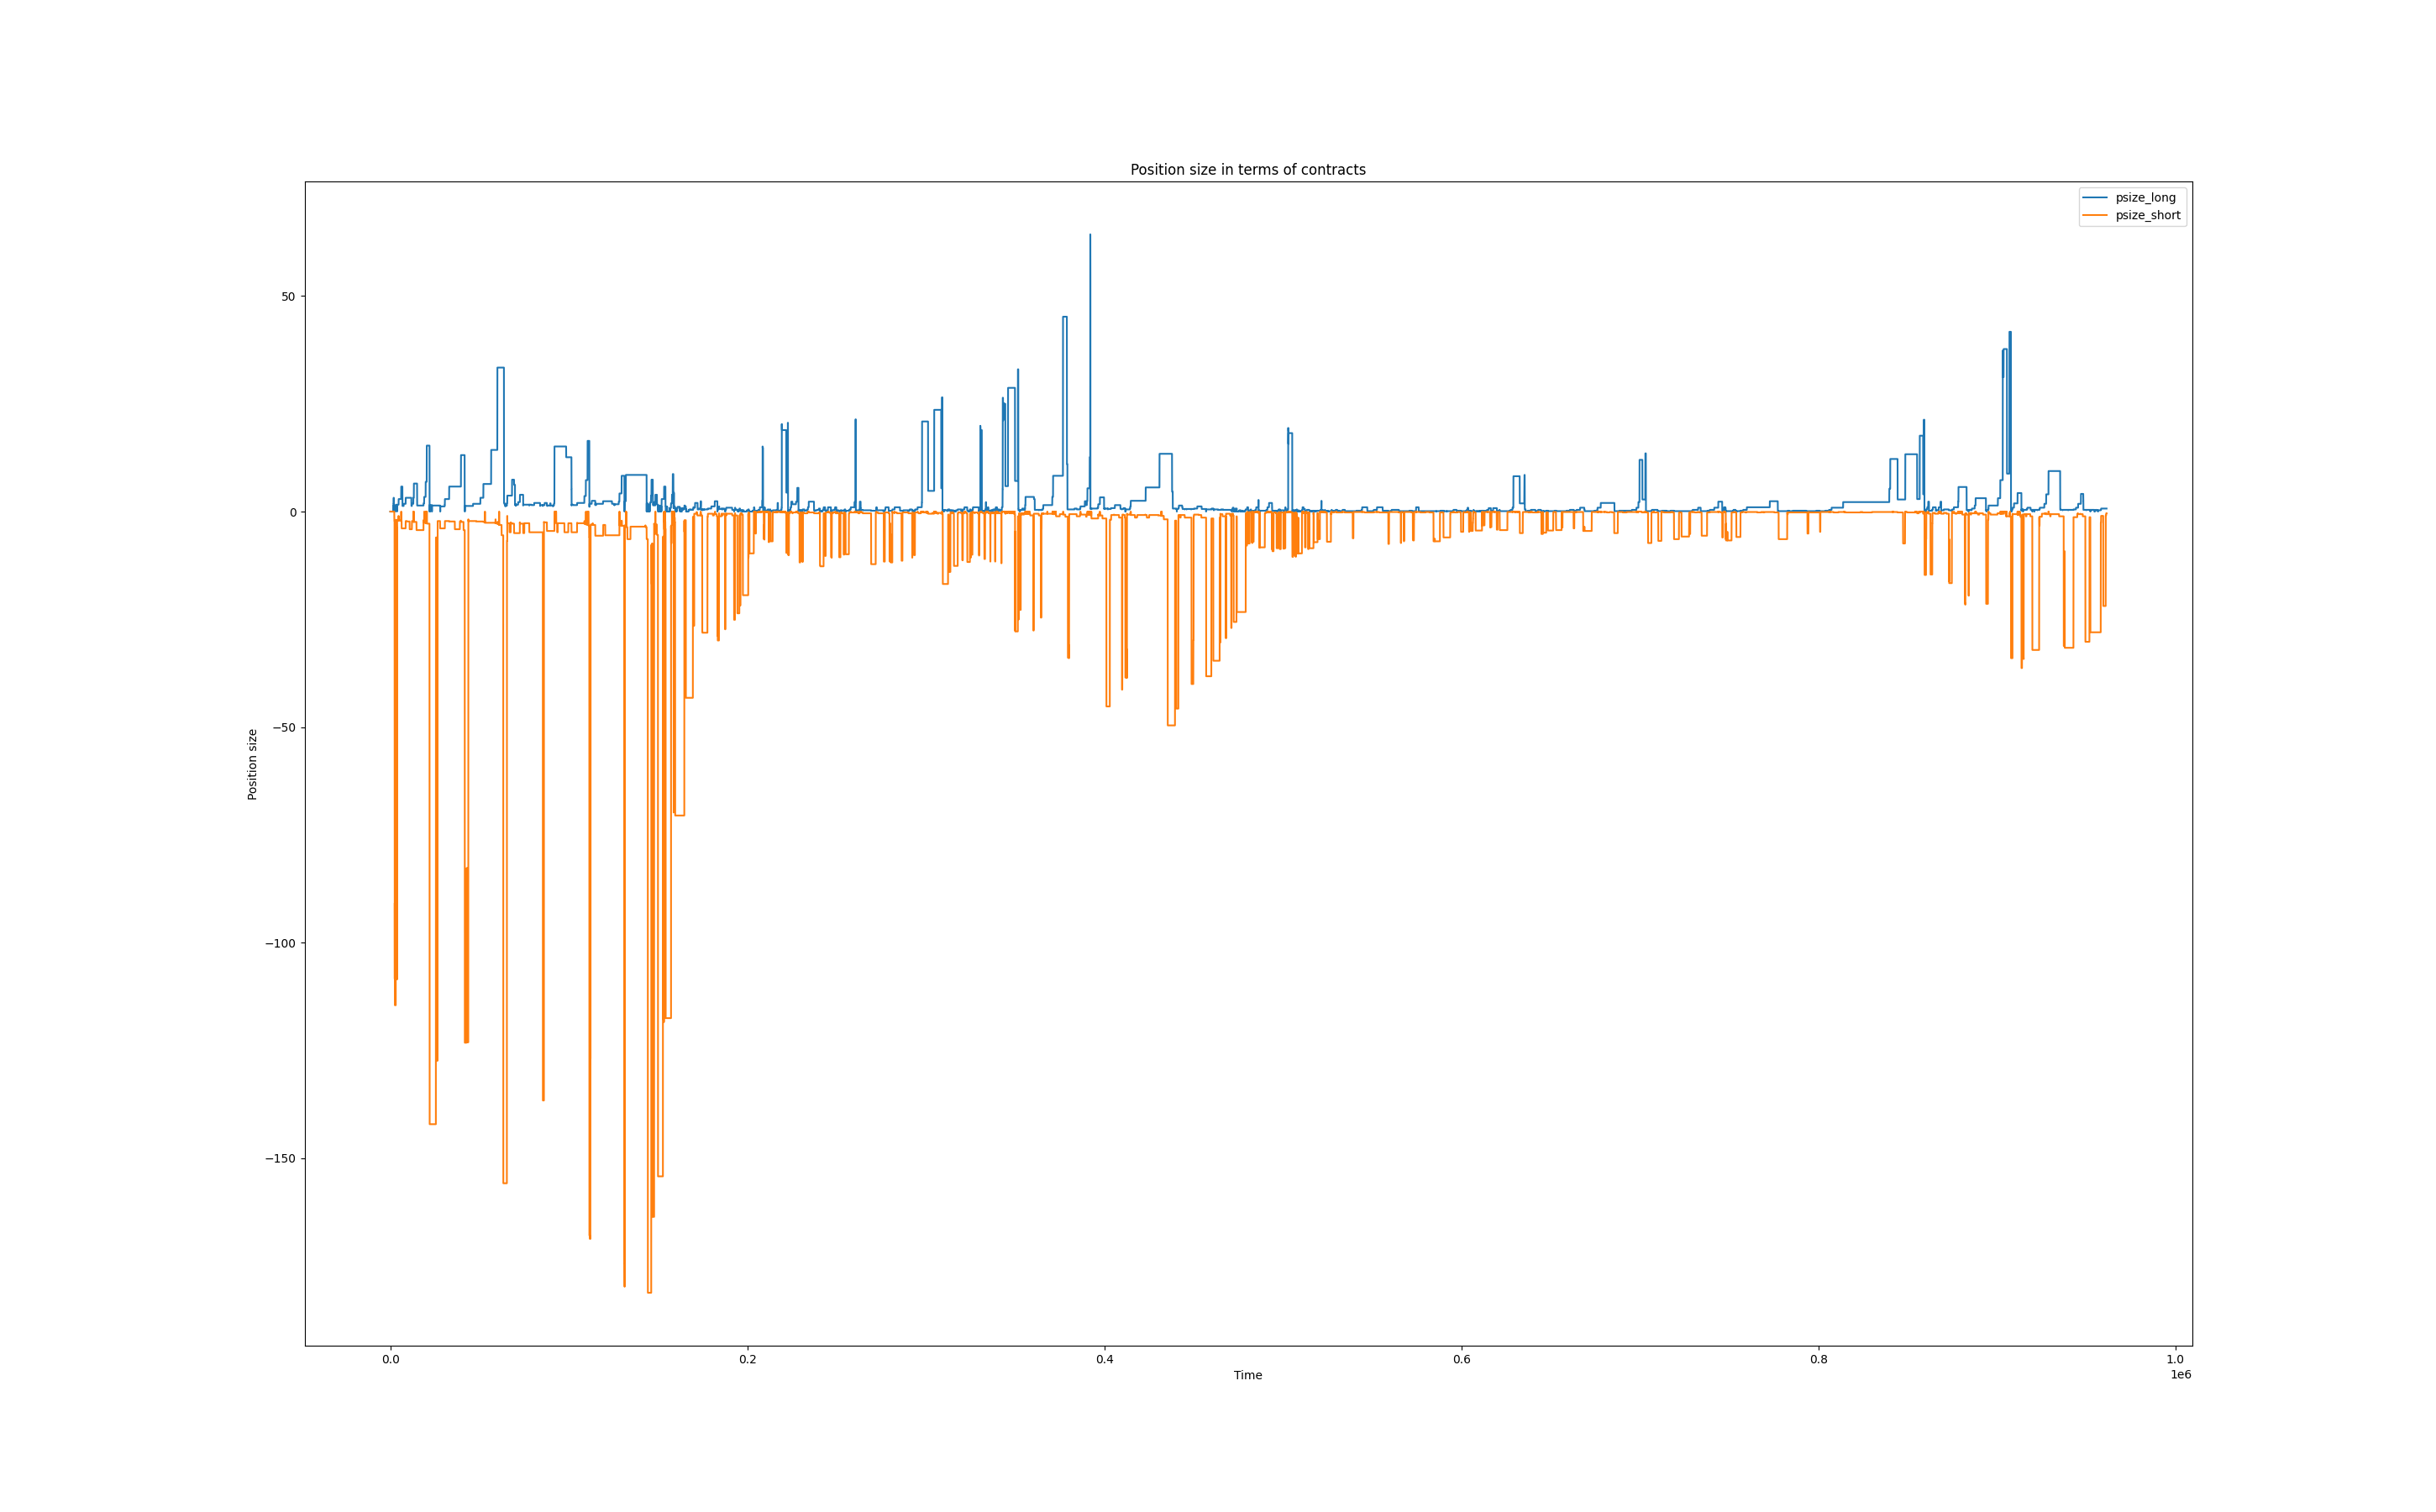 Position size in terms of contracts
psize_long
psize_short
Position size
50
0
−50
−100
−150
0.0
0.2
0.4
0.6
0.8
1.0
1e6
Time